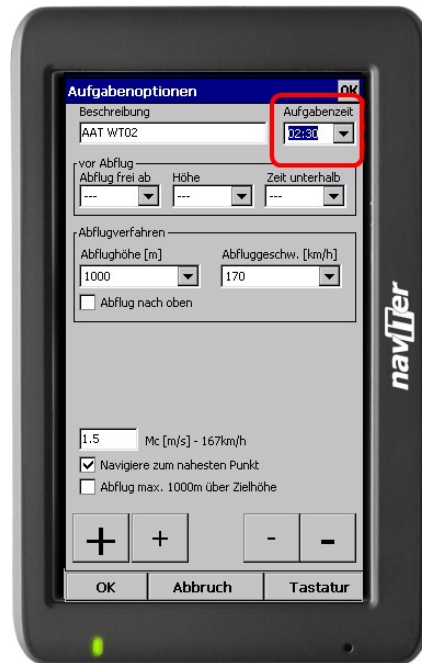 Aufgabenoptionen OK
Beschreibung Aufgabenzeit
AAT WT02 02:30
vor Abflug
Abflug frei ab Höhe Zeit unterhalb
--- --- ---
Abflugverfahren
Abflughöhe [m] Abfluggeschw. [km/h]
1000 170
Abflug nach oben
1.5 Mc [m/s] - 167km/h
Navigiere zum nahesten Punkt
Abflug max. 1000m über Zielhöhe
+ + - -
OK Abbruch Tastatur
naviter